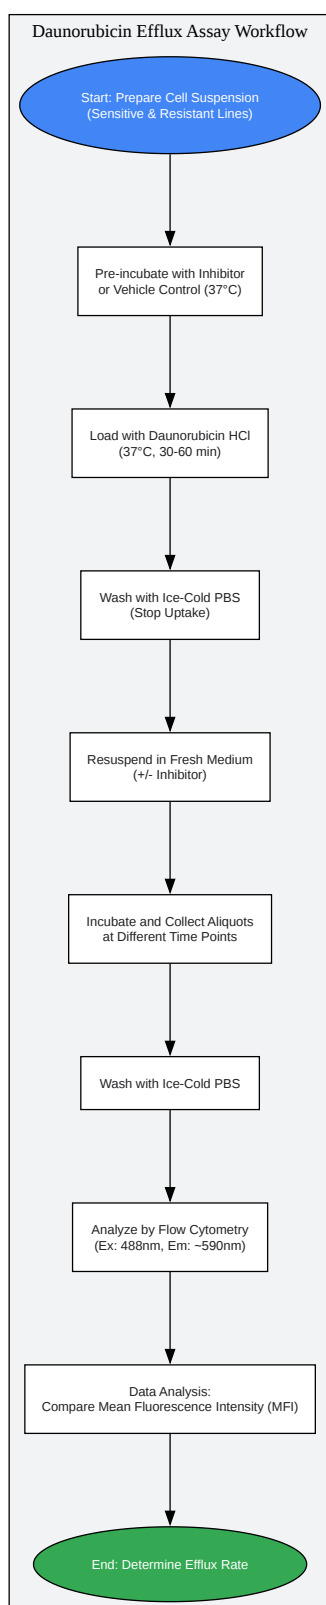 Daunorubicin Efflux Assay Workflow
Start: Prepare Cell Suspension
(Sensitive & Resistant Lines)
Pre-incubate with Inhibitor
or Vehicle Control (37°C)
Load with Daunorubicin HCl
(37°C, 30-60 min)
Wash with Ice-Cold PBS
(Stop Uptake)
Resuspend in Fresh Medium
(+/- Inhibitor)
Incubate and Collect Aliquots
at Different Time Points
Wash with Ice-Cold PBS
Analyze by Flow Cytometry
(Ex: 488nm, Em: ~590nm)
Data Analysis:
Compare Mean Fluorescence Intensity (MFI)
End: Determine Efflux Rate